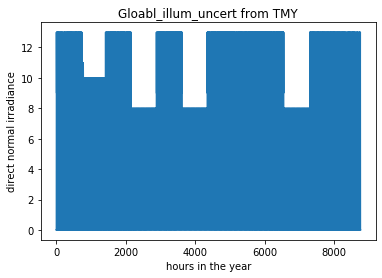 Gloabl_illum_uncert from TMY
direct normal irradiance
12
10
8
6
4
2
0
0 2000 4000 6000 8000
hours in the year